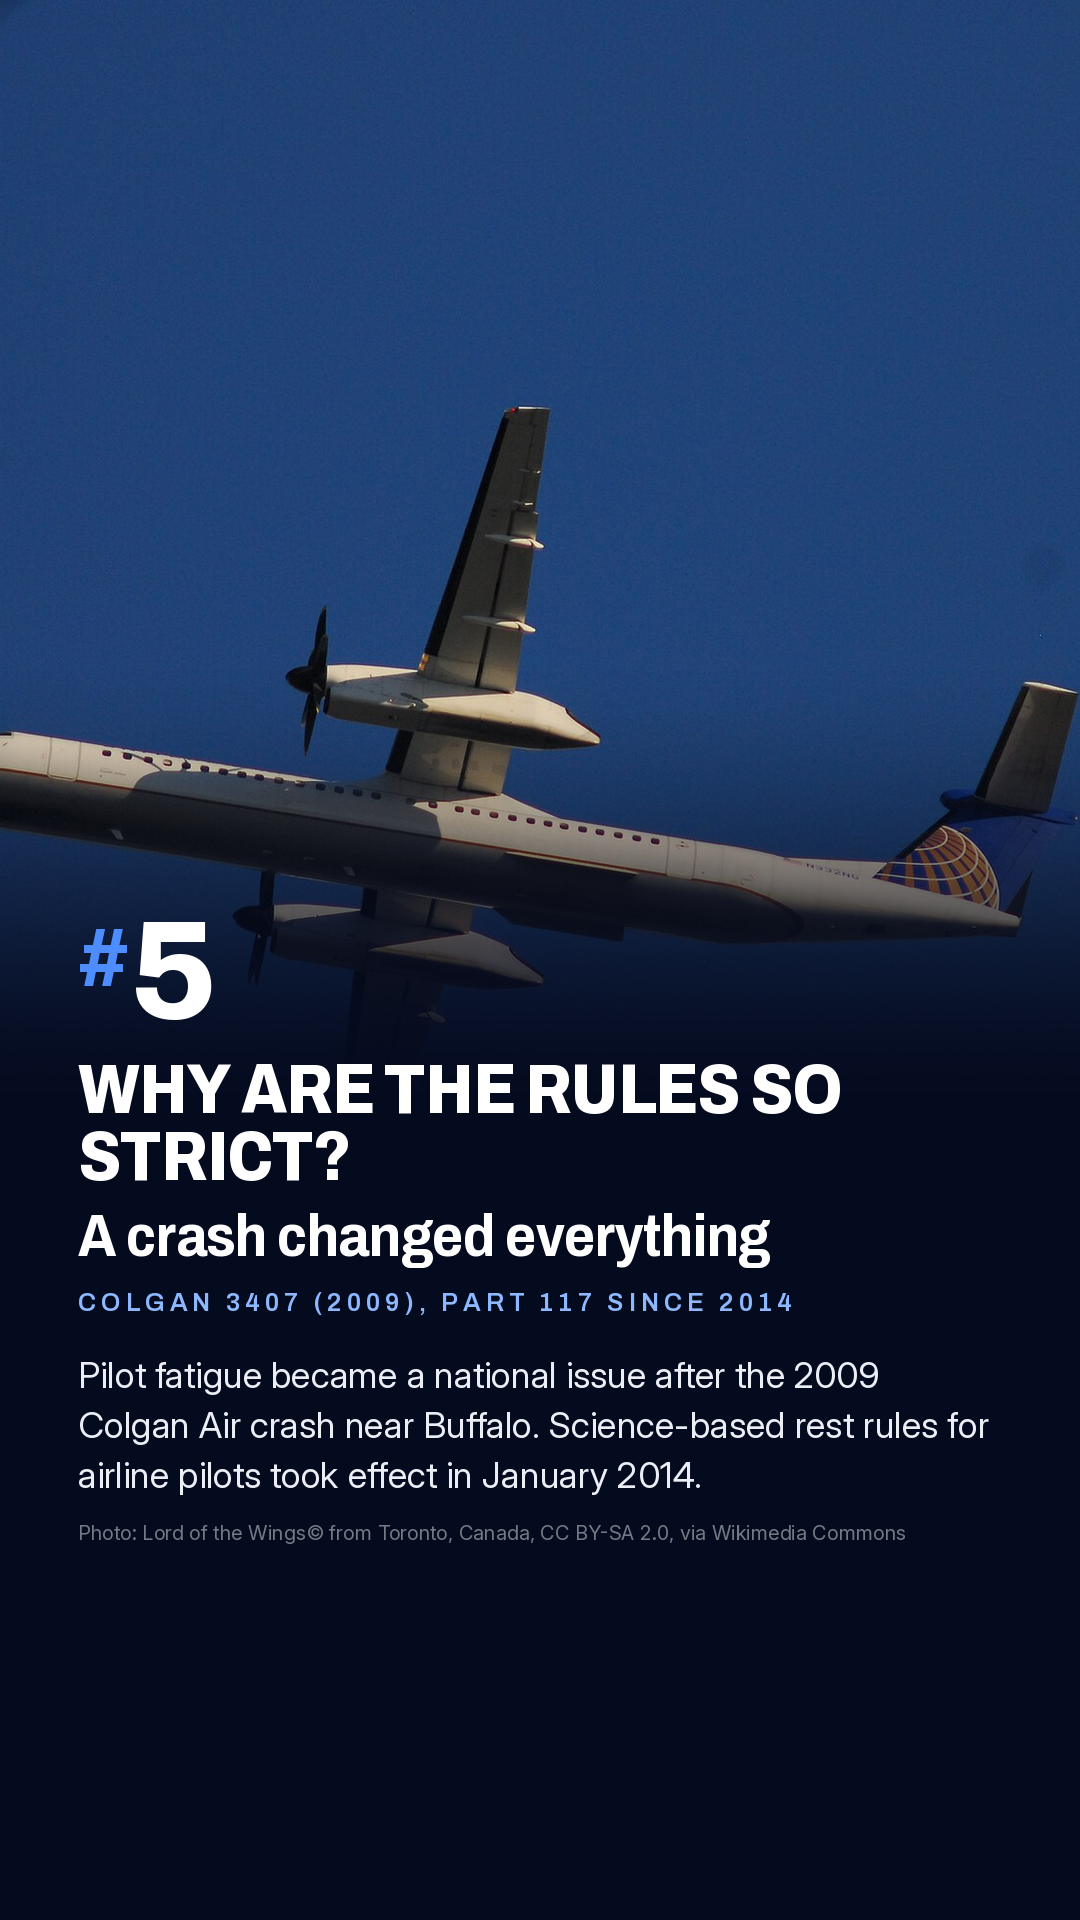 N332NG
#5
WHY ARE THE RULES SO
STRICT?
A crash changed everything
COLGAN 3407 (2009), PART 117 SINCE 2014
Pilot fatigue became a national issue after the 2009
Colgan Air crash near Buffalo. Science-based rest rules for
airline pilots took effect in January 2014.
Photo: Lord of the Wings© from Toronto, Canada, CC BY-SA 2.0, via Wikimedia Commons